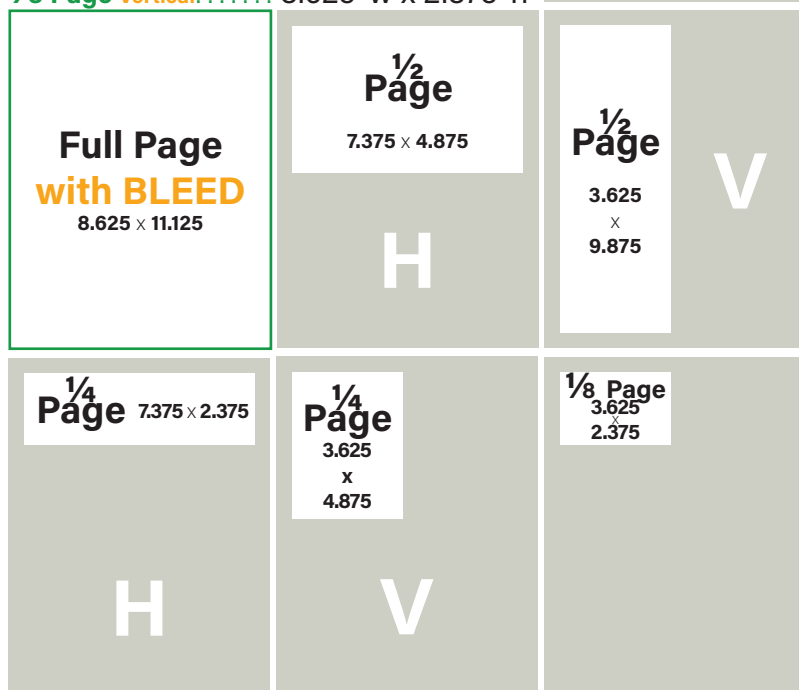 Full Page
with BLEED
8.625 x 11.125
½
Page
7.375 x 4.875
H
½
Page
3.625
x
9.875
V
¼
Page 7.375 x 2.375
H
¼
Page
3.625
x
4.875
V
⅛ Page
3.625
x
2.375